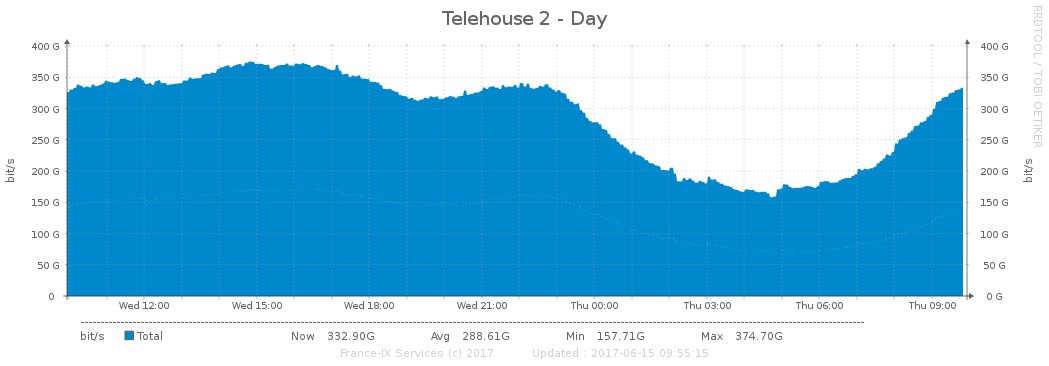 Telehouse 2 - Day
RRDTOOL / TOBI OETIKER
bit/s
bit/s
400 G 400 G
350 G 350 G
300 G 300 G
250 G 250 G
200 G 200 G
150 G 150 G
100 G 100 G
50 G 50 G
0 0 G
Wed 12:00 Wed 15:00 Wed 18:00 Wed 21:00 Thu 00:00 Thu 03:00 Thu 06:00 Thu 09:00
bit/s Total Now 332.90G Avg 288.61G Min 157.71G Max 374.70G
France-IX Services (c) 2017 Updated : 2017-06-15 09:55:15